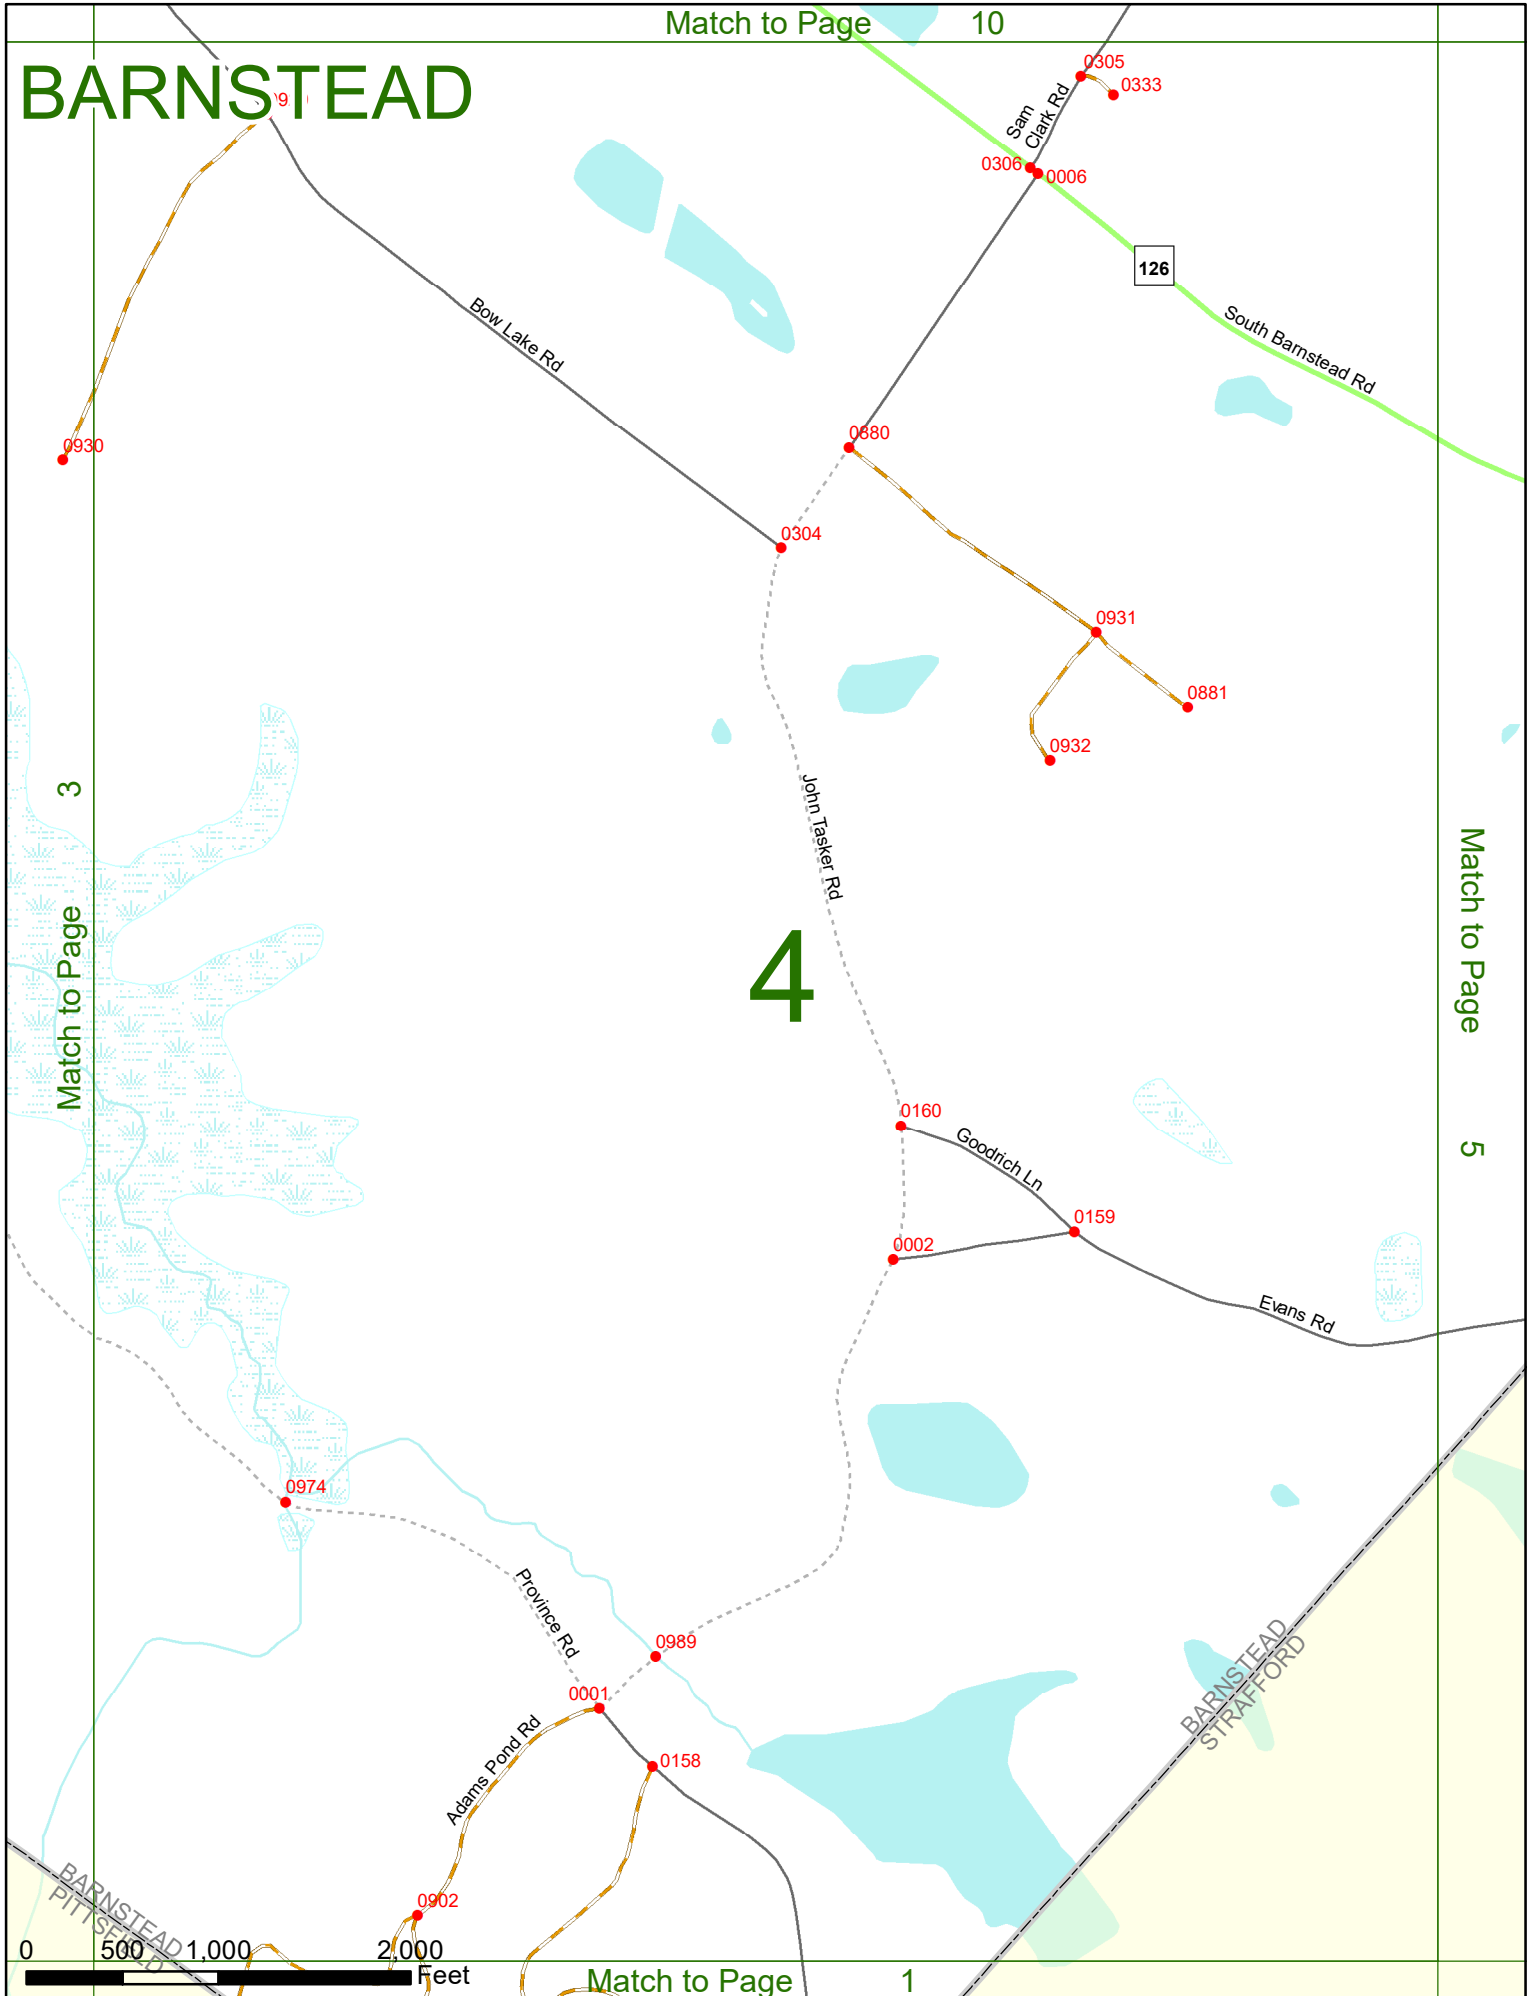 Match to Page 10
BARNSTEAD
0305
0333
Sam
Clark Rd
0306
0006
126
South Barnstead Rd
Bow Lake Rd
0930
0880
0304
0931
0881
0932
John Tasker Rd
Match to Page 3
4
Match to Page 5
0160
Goodrich Ln
0159
0002
Evans Rd
0974
Province Rd
0989
0001
Adams Pond Rd
0158
BARNSTEAD
STRAFFORD
0902
BARNSTEAD
PITTSFIELD
0 500 1,000 2,000
Feet
Match to Page 1